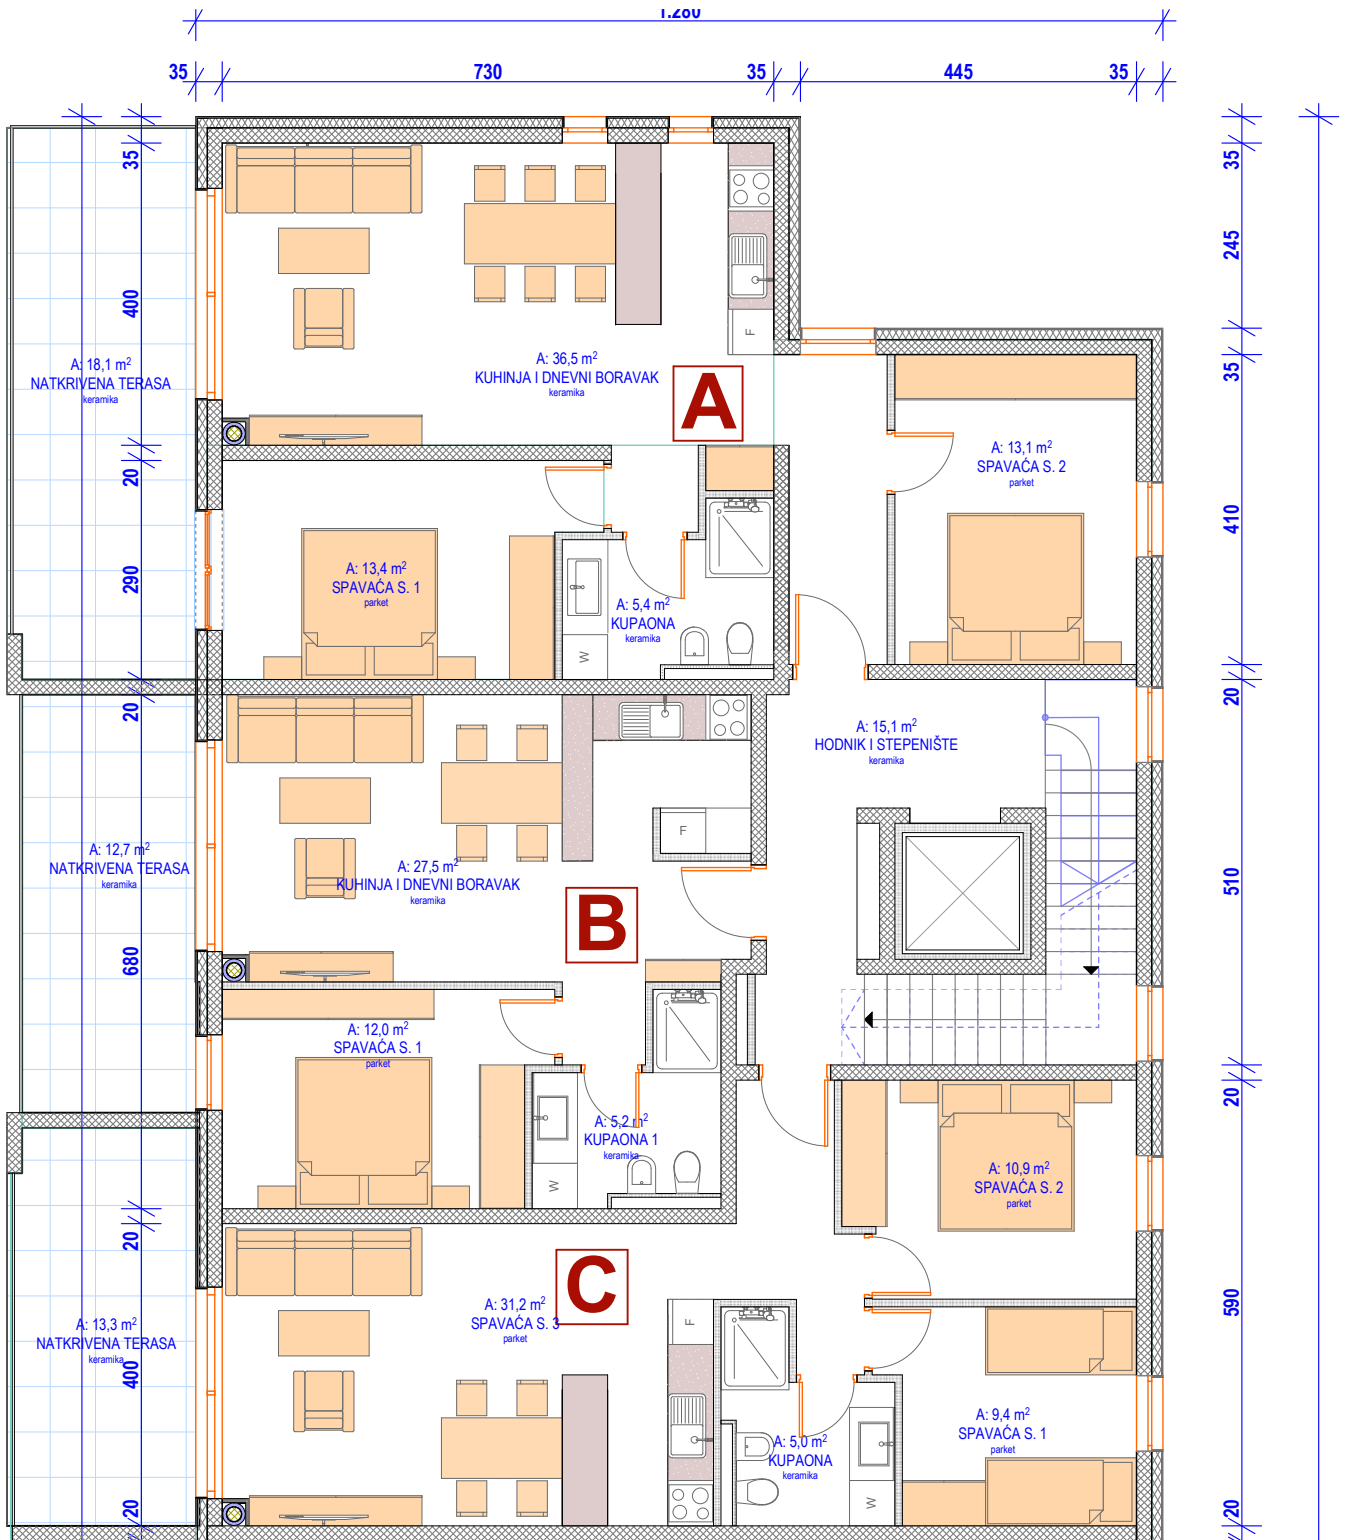 1.280
35
730
35
445
35
35
400
20
290
20
680
20
400
20
35
245
35
410
20
510
20
590
20
A: 18,1 m²
NATKRIVENA TERASA
keramika
A: 36,5 m²
KUHINJA I DNEVNI BORAVAK
keramika
A
F
A: 13,1 m²
SPAVAĆA S. 2
parket
A: 13,4 m²
SPAVAĆA S. 1
parket
A: 5,4 m²
KUPAONA
keramika
W
A: 15,1 m²
HODNIK I STEPENIŠTE
keramika
A: 12,7 m²
NATKRIVENA TERASA
keramika
A: 27,5 m²
KUHINJA I DNEVNI BORAVAK
keramika
F
B
A: 12,0 m²
SPAVAĆA S. 1
parket
A: 5,2 m²
KUPAONA 1
keramika
W
A: 10,9 m²
SPAVAĆA S. 2
parket
C
A: 31,2 m²
SPAVAĆA S. 3
parket
F
A: 13,3 m²
NATKRIVENA TERASA
keramika
A: 9,4 m²
SPAVAĆA S. 1
parket
A: 5,0 m²
KUPAONA
keramika
W